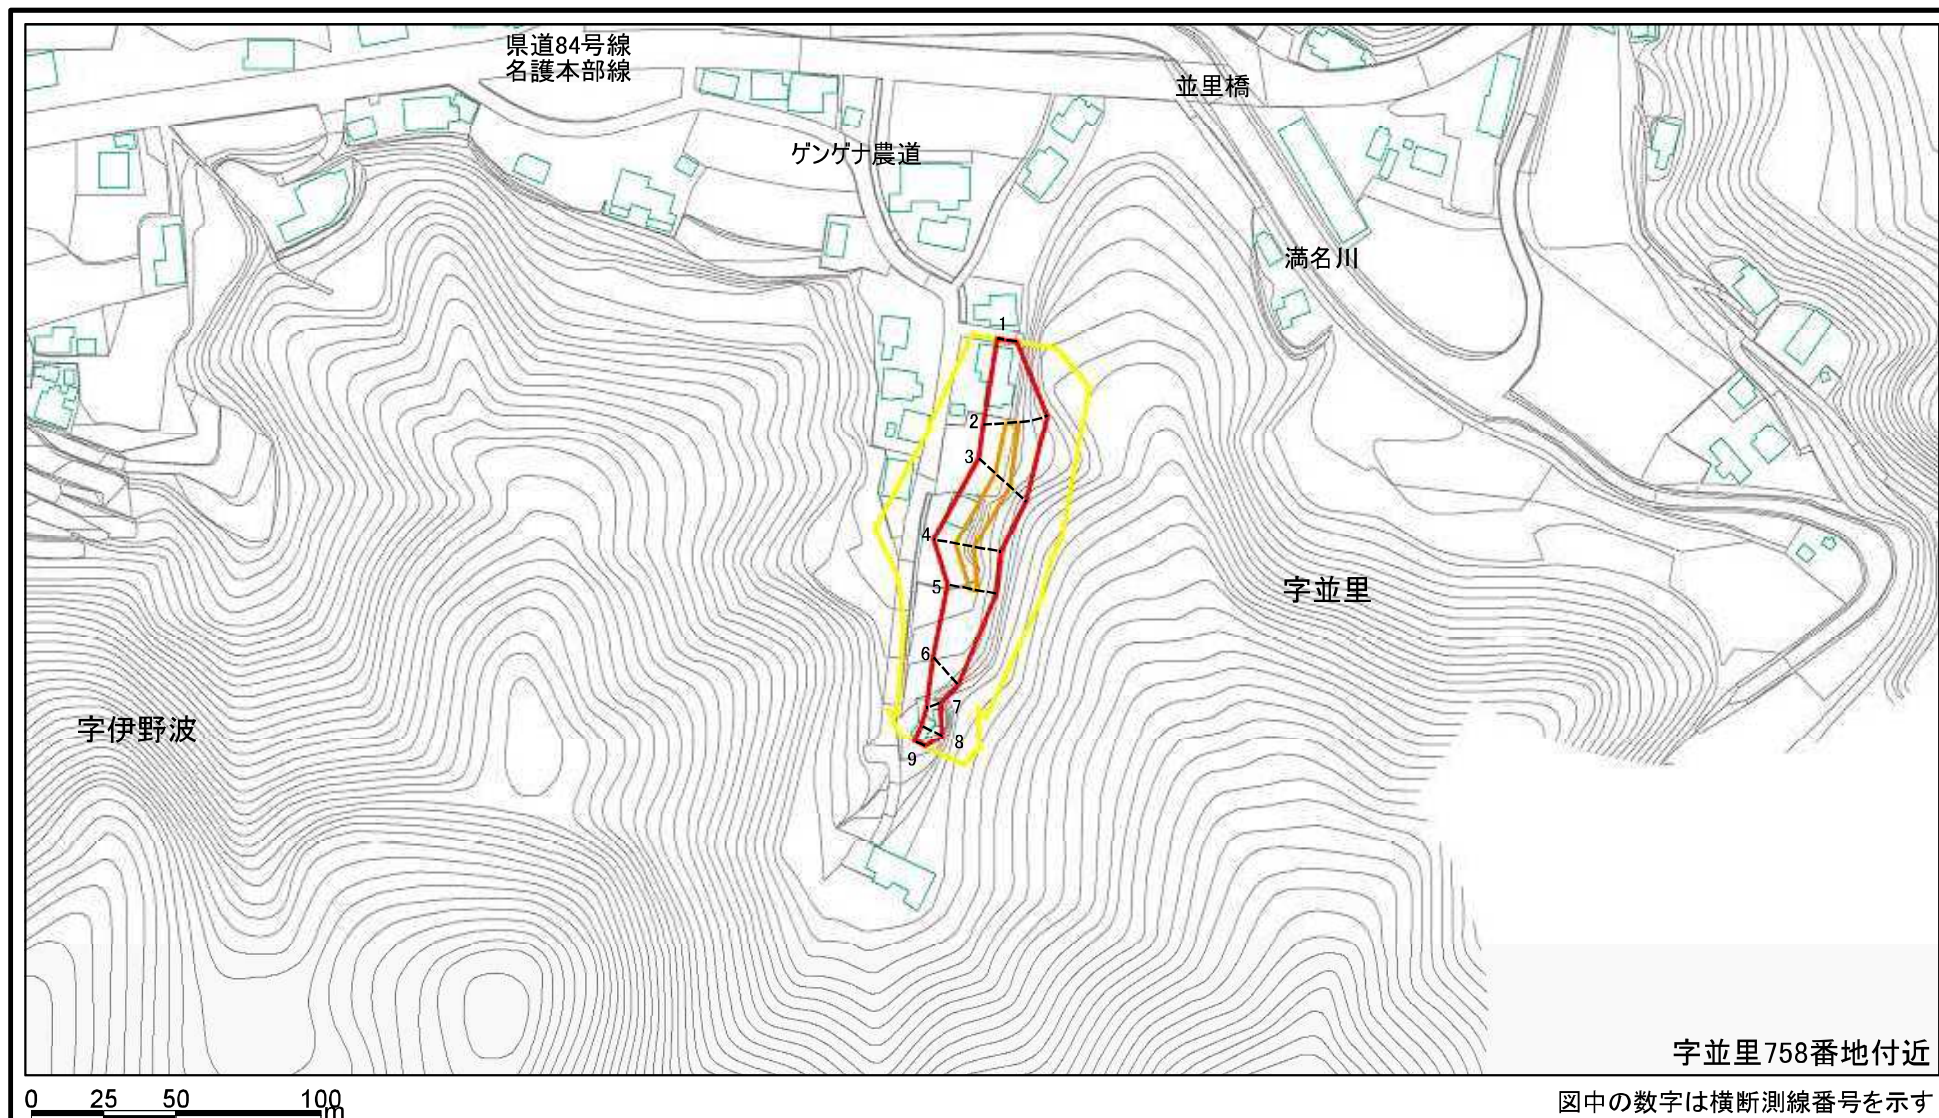 県道84号線
名護本部線
並里橋
ゲンゲナ農道
満名川
1
2
3
4
5
字並里
6
7
字伊野波
8
9
字並里758番地付近
0 25 50 100m
図中の数字は横断測線番号を示す